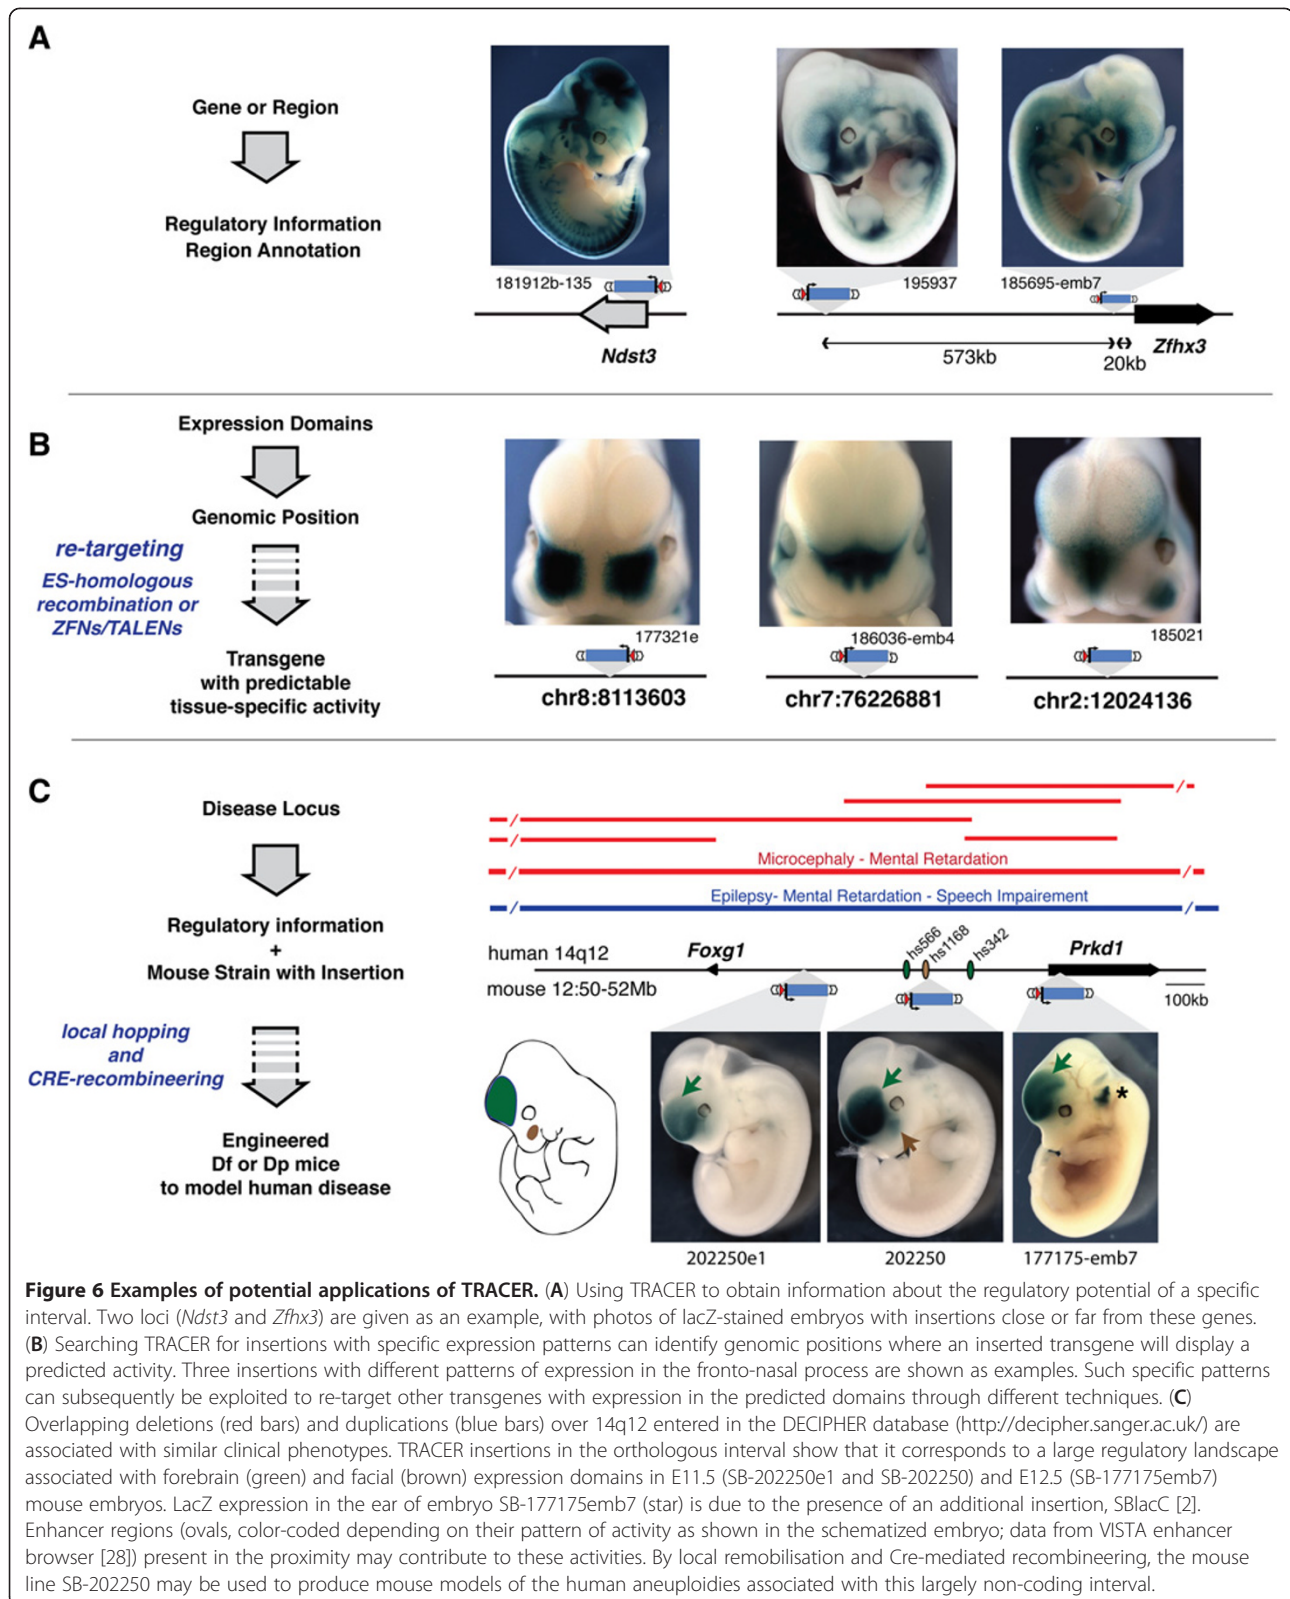 A
Gene or Region
Regulatory Information
Region Annotation
181912b-135
Ndst3
195937
185695-emb7
573kb
20kb
Zfhx3
B
Expression Domains
Genomic Position
re-targeting
ES-homologous
recombination or
ZFNs/TALENs
Transgene
with predictable
tissue-specific activity
177321e
chr8:8113603
186036-emb4
chr7:76226881
185021
chr2:12024136
C
Disease Locus
Regulatory information
+
Mouse Strain with Insertion
local hopping
and
CRE-recombineering
Engineered
Df or Dp mice
to model human disease
Microcephaly - Mental Retardation
Epilepsy- Mental Retardation - Speech Impairement
human 14q12
Foxg1
hs566
hs1168
hs342
Prkd1
mouse 12:50-52Mb
100kb
*
202250e1
202250
177175-emb7
Figure 6 Examples of potential applications of TRACER. (A) Using TRACER to obtain information about the regulatory potential of a specific
interval. Two loci (Ndst3 and Zfhx3) are given as an example, with photos of lacZ-stained embryos with insertions close or far from these genes.
(B) Searching TRACER for insertions with specific expression patterns can identify genomic positions where an inserted transgene will display a
predicted activity. Three insertions with different patterns of expression in the fronto-nasal process are shown as examples. Such specific patterns
can subsequently be exploited to re-target other transgenes with expression in the predicted domains through different techniques. (C)
Overlapping deletions (red bars) and duplications (blue bars) over 14q12 entered in the DECIPHER database (http://decipher.sanger.ac.uk/) are
associated with similar clinical phenotypes. TRACER insertions in the orthologous interval show that it corresponds to a large regulatory landscape
associated with forebrain (green) and facial (brown) expression domains in E11.5 (SB-202250e1 and SB-202250) and E12.5 (SB-177175emb7)
mouse embryos. LacZ expression in the ear of embryo SB-177175emb7 (star) is due to the presence of an additional insertion, SBlacC [2].
Enhancer regions (ovals, color-coded depending on their pattern of activity as shown in the schematized embryo; data from VISTA enhancer
browser [28]) present in the proximity may contribute to these activities. By local remobilisation and Cre-mediated recombineering, the mouse
line SB-202250 may be used to produce mouse models of the human aneuploidies associated with this largely non-coding interval.